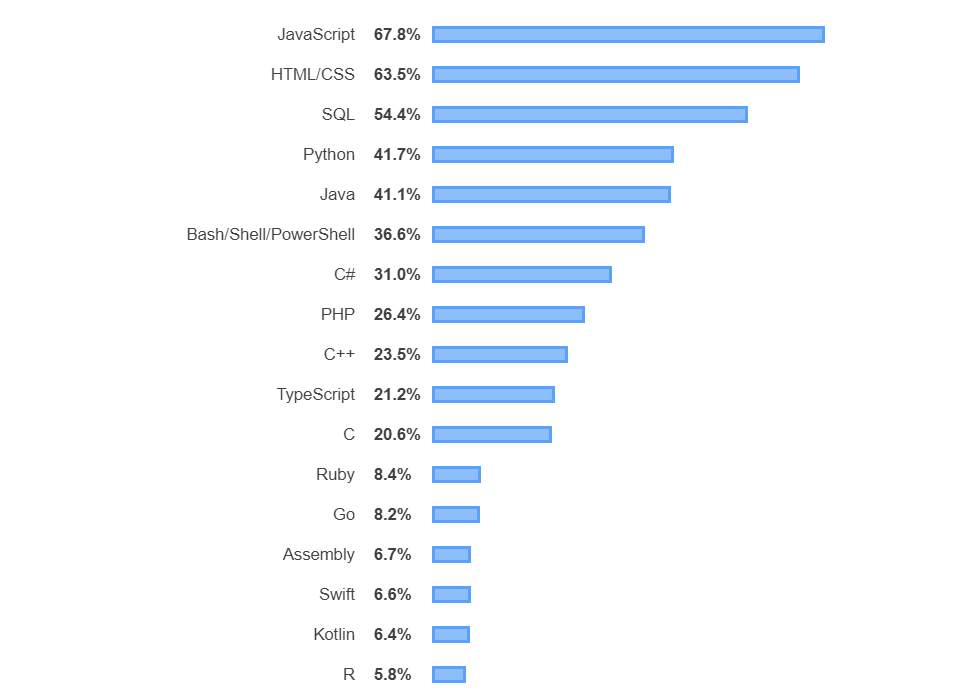 JavaScript 67.8%
HTML/CSS 63.5%
SQL 54.4%
Python 41.7%
Java 41.1%
Bash/Shell/PowerShell 36.6%
C# 31.0%
PHP 26.4%
C++ 23.5%
TypeScript 21.2%
C 20.6%
Ruby 8.4%
Go 8.2%
Assembly 6.7%
Swift 6.6%
Kotlin 6.4%
R 5.8%